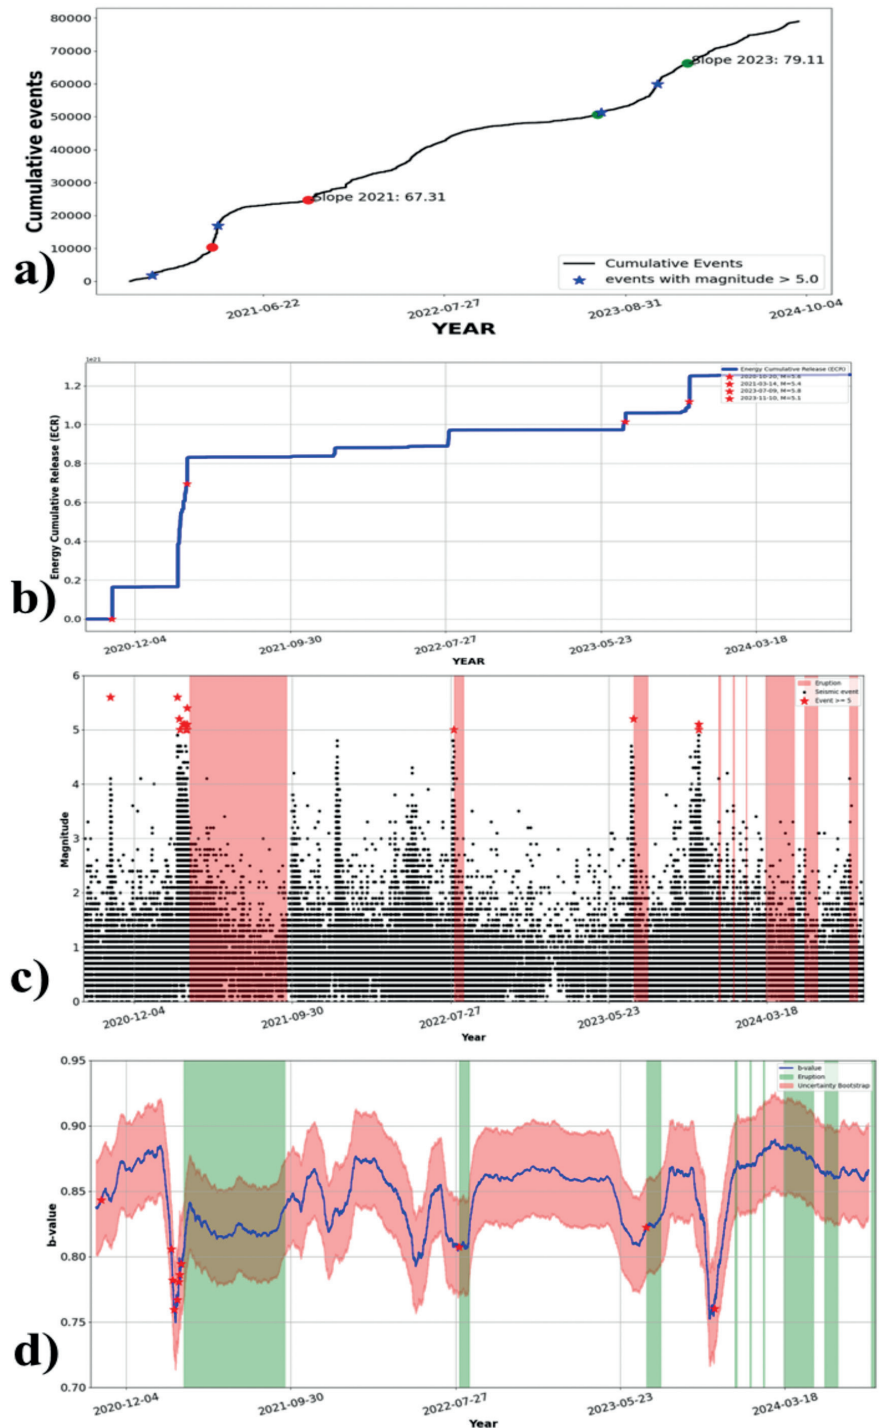 80000
70000
60000
50000
40000
30000
20000
10000
0
Cumulative events
Slope 2023: 79.11
Slope 2021: 67.31
Cumulative Events
events with magnitude > 5.0
a)
2021-06-22
2022-07-27
2023-08-31
2024-10-04
YEAR
1e21
1.2
1.0
0.8
0.6
0.4
0.2
0.0
Energy Cumulative Release (ECR)
Energy Cumulative Release (ECR)
2020-10-20, M=5.6
2021-03-14, M=5.4
2023-07-09, M=5.8
2023-11-10, M=5.1
b)
2020-12-04
2021-09-30
2022-07-27
2023-05-23
2024-03-18
YEAR
6
5
4
3
2
1
0
Magnitude
Eruption
Seismic event
Event >= 5
c)
2020-12-04
2021-09-30
2022-07-27
2023-05-23
2024-03-18
Year
0.95
0.90
0.85
0.80
0.75
0.70
b-value
b-value
Eruption
Uncertainty Bootstrap
d)
2020-12-04
2021-09-30
2022-07-27
2023-05-23
2024-03-18
Year